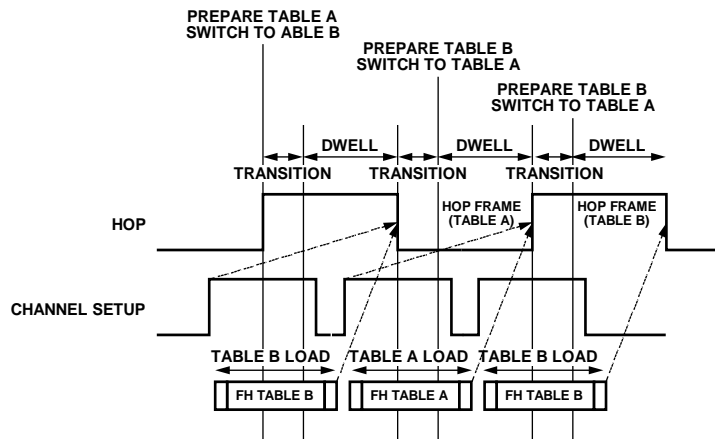 PREPARE TABLE A
SWITCH TO ABLE B
PREPARE TABLE B
SWITCH TO TABLE A
PREPARE TABLE B
SWITCH TO TABLE A
DWELL
DWELL
DWELL
TRANSITION
TRANSITION
TRANSITION
HOP
HOP FRAME
(TABLE A)
HOP FRAME
(TABLE B)
CHANNEL SETUP
TABLE B LOAD
TABLE A LOAD
TABLE B LOAD
FH TABLE B
FH TABLE A
FH TABLE B